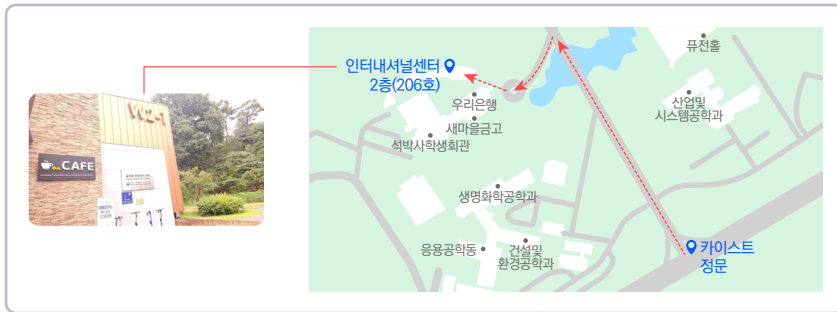 인터내셔널센터
2층(206호)
퓨전홀
우리은행
새마을금고
석박사학생회관
산업및
시스템공학과
생명화학공학과
응용공학동
건설및
환경공학과
카이스트
정문
W2-1
CAFE